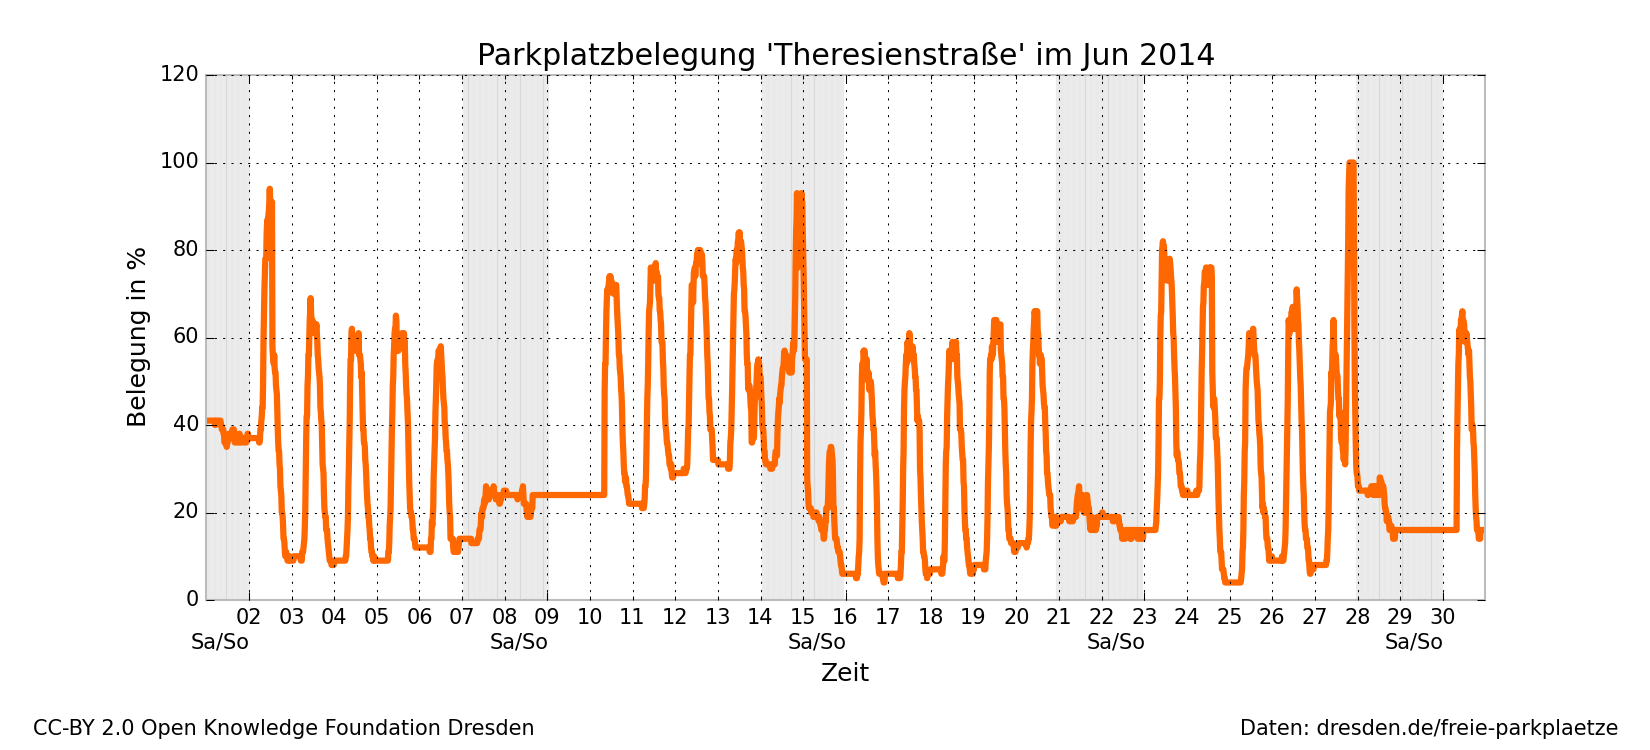 Parkplatzbelegung 'Theresienstraße' im Jun 2014
120
100
80
60
40
20
0
Belegung in %
02 03 04 05 06 07 08 09 10 11 12 13 14 15 16 17 18 19 20 21 22 23 24 25 26 27 28 29 30
Sa/So Sa/So Sa/So Sa/So Sa/So
Zeit
CC-BY 2.0 Open Knowledge Foundation Dresden
Daten: dresden.de/freie-parkplaetze